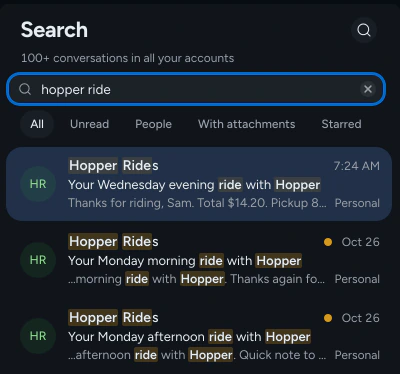 Search
100+ conversations in all your accounts
hopper ride
All Unread People With attachments Starred
Hopper Rides 7:24 AM
HR
Your Wednesday evening ride with Hopper
Thanks for riding, Sam. Total $14.20. Pickup 8... Personal
Hopper Rides Oct 26
HR
Your Monday morning ride with Hopper
...morning ride with Hopper. Thanks again fo... Personal
Hopper Rides Oct 26
HR
Your Monday afternoon ride with Hopper
...afternoon ride with Hopper. Quick note to ... Personal